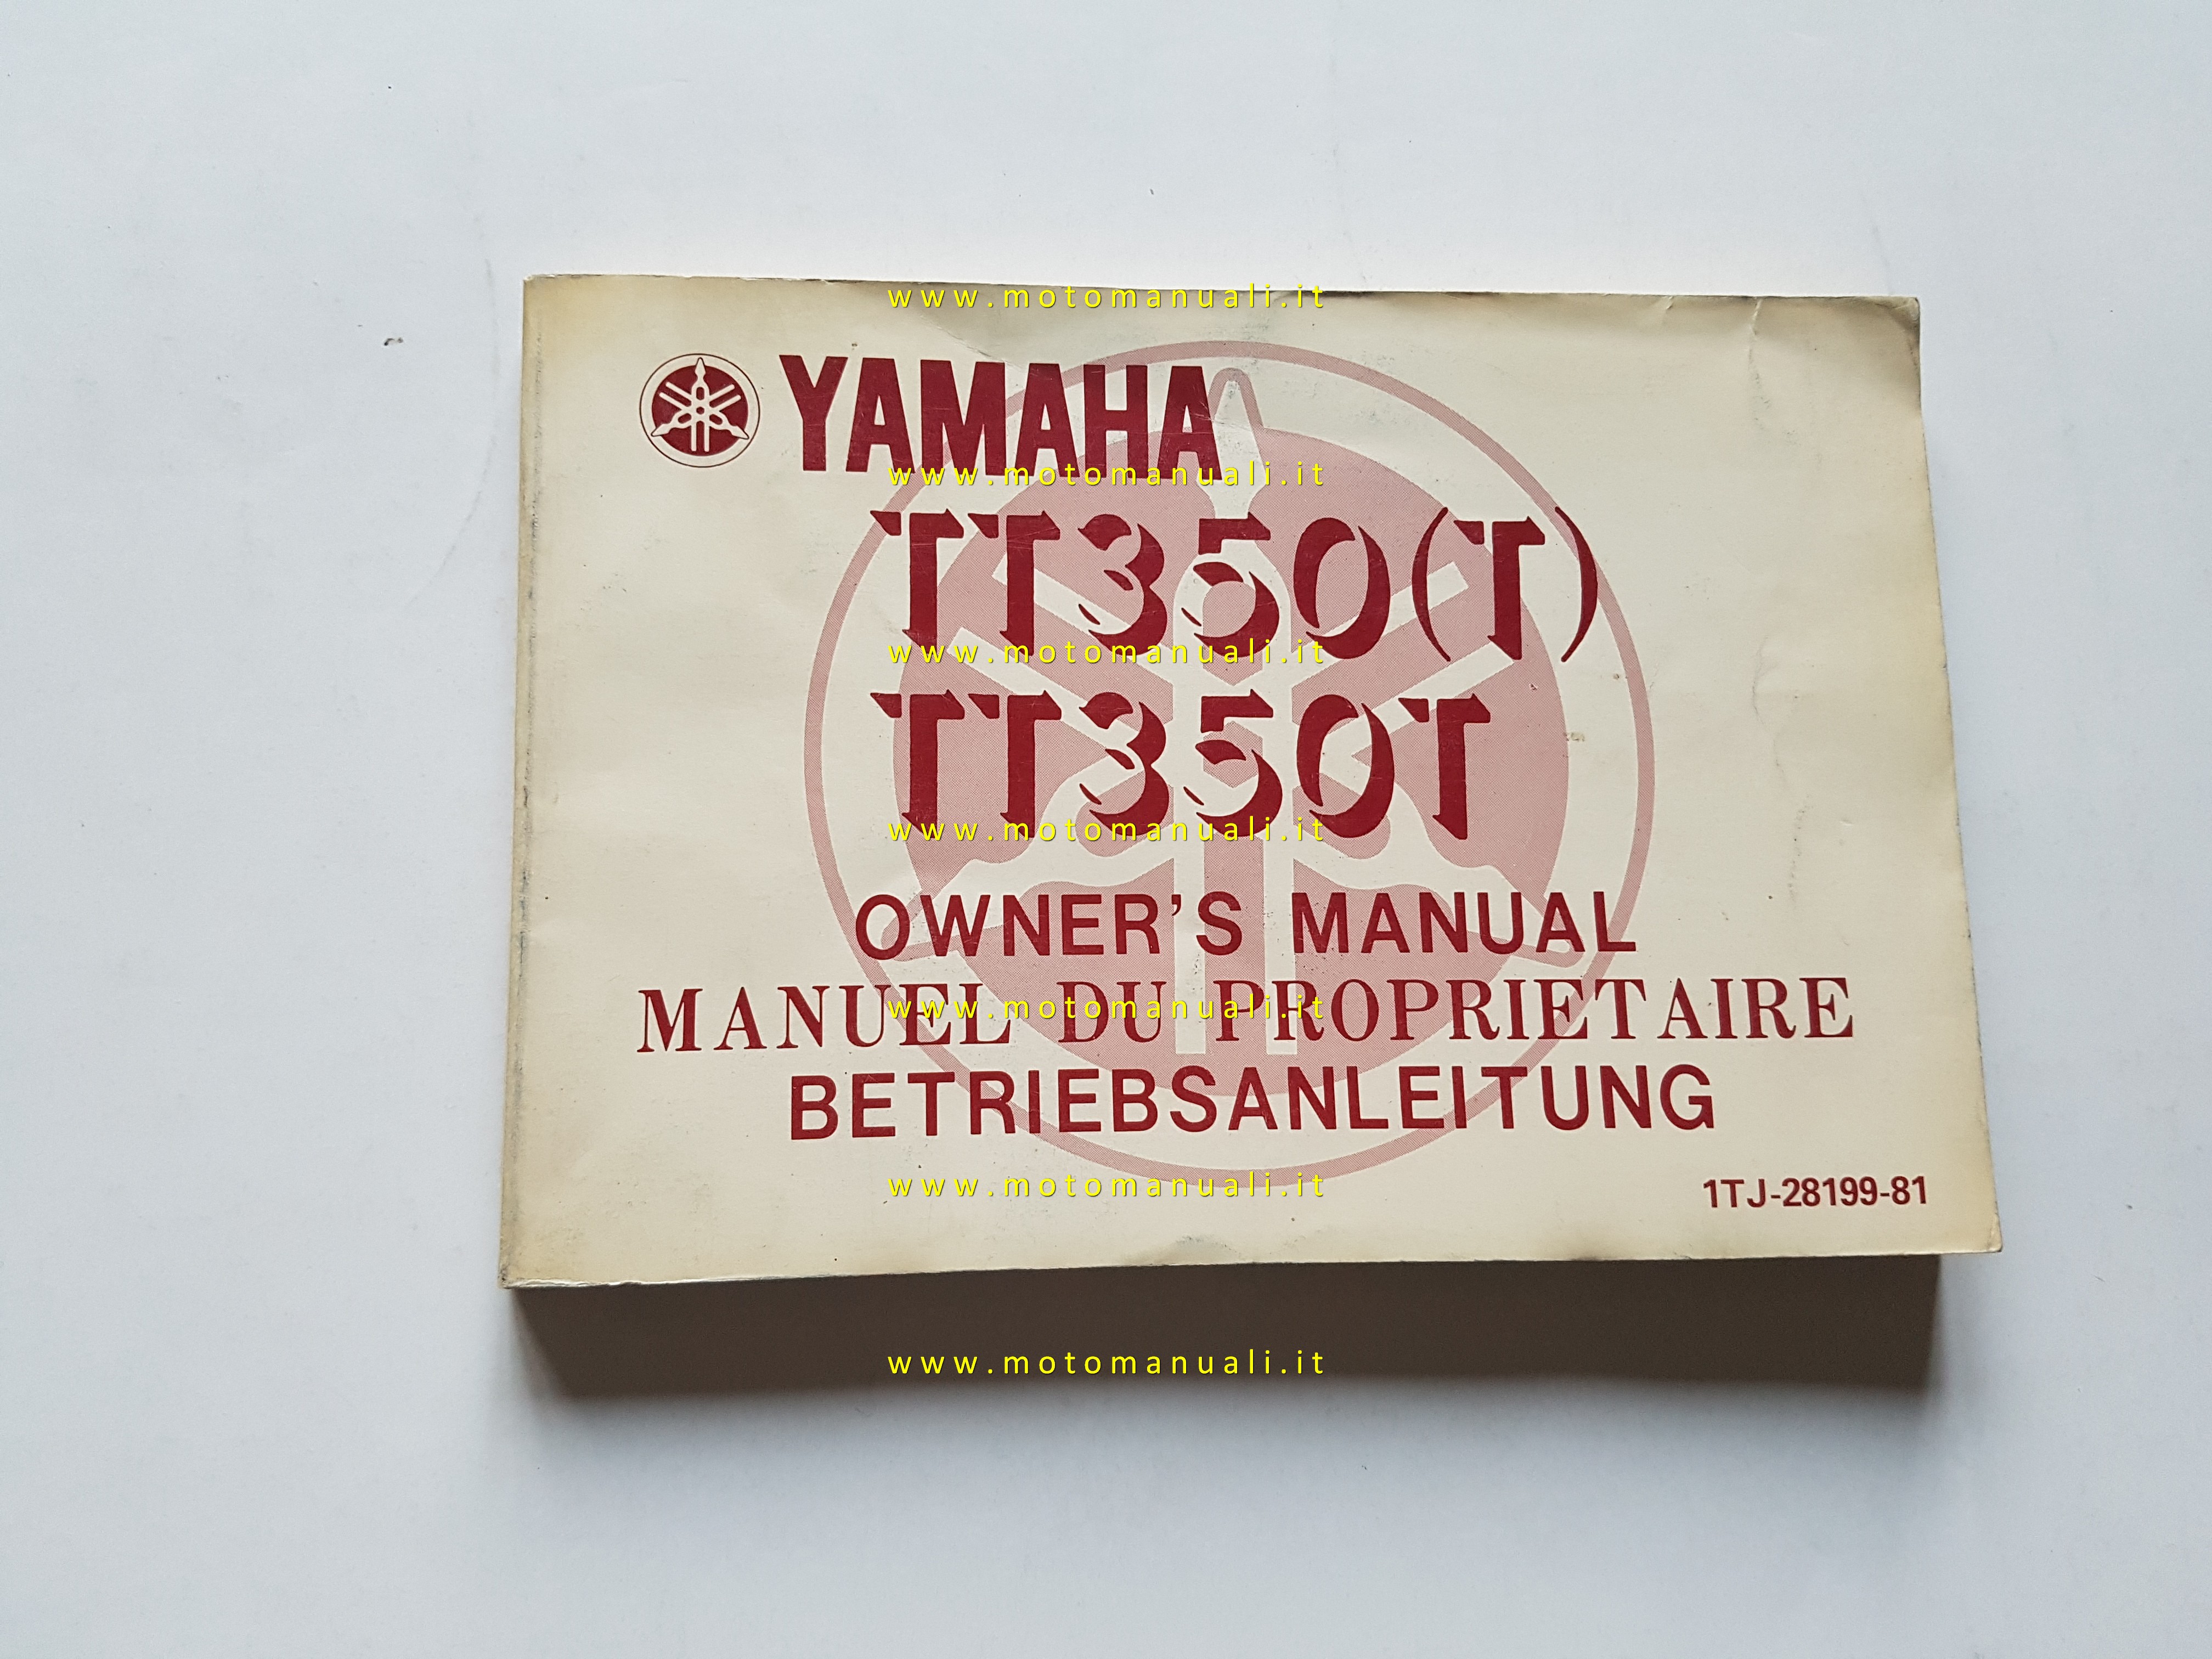 www.motomanuali.it
YAMAHA
www.motomanuali.it
TT350(T)
www.motomanuali.it
TT350T
www.motomanuali.it
OWNER'S MANUAL
MANUEL DU PROPRIETAIRE
www.motomanuali.it
BETRIEBSANLEITUNG
www.motomanuali.it
1TJ-28199-81
www.motomanuali.it